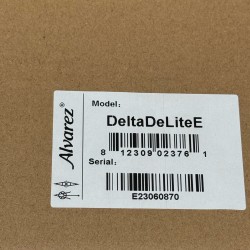 Alvarez®
Model:
DeltaDeLiteE
8 12309 02376 1
Serial:
E23060870